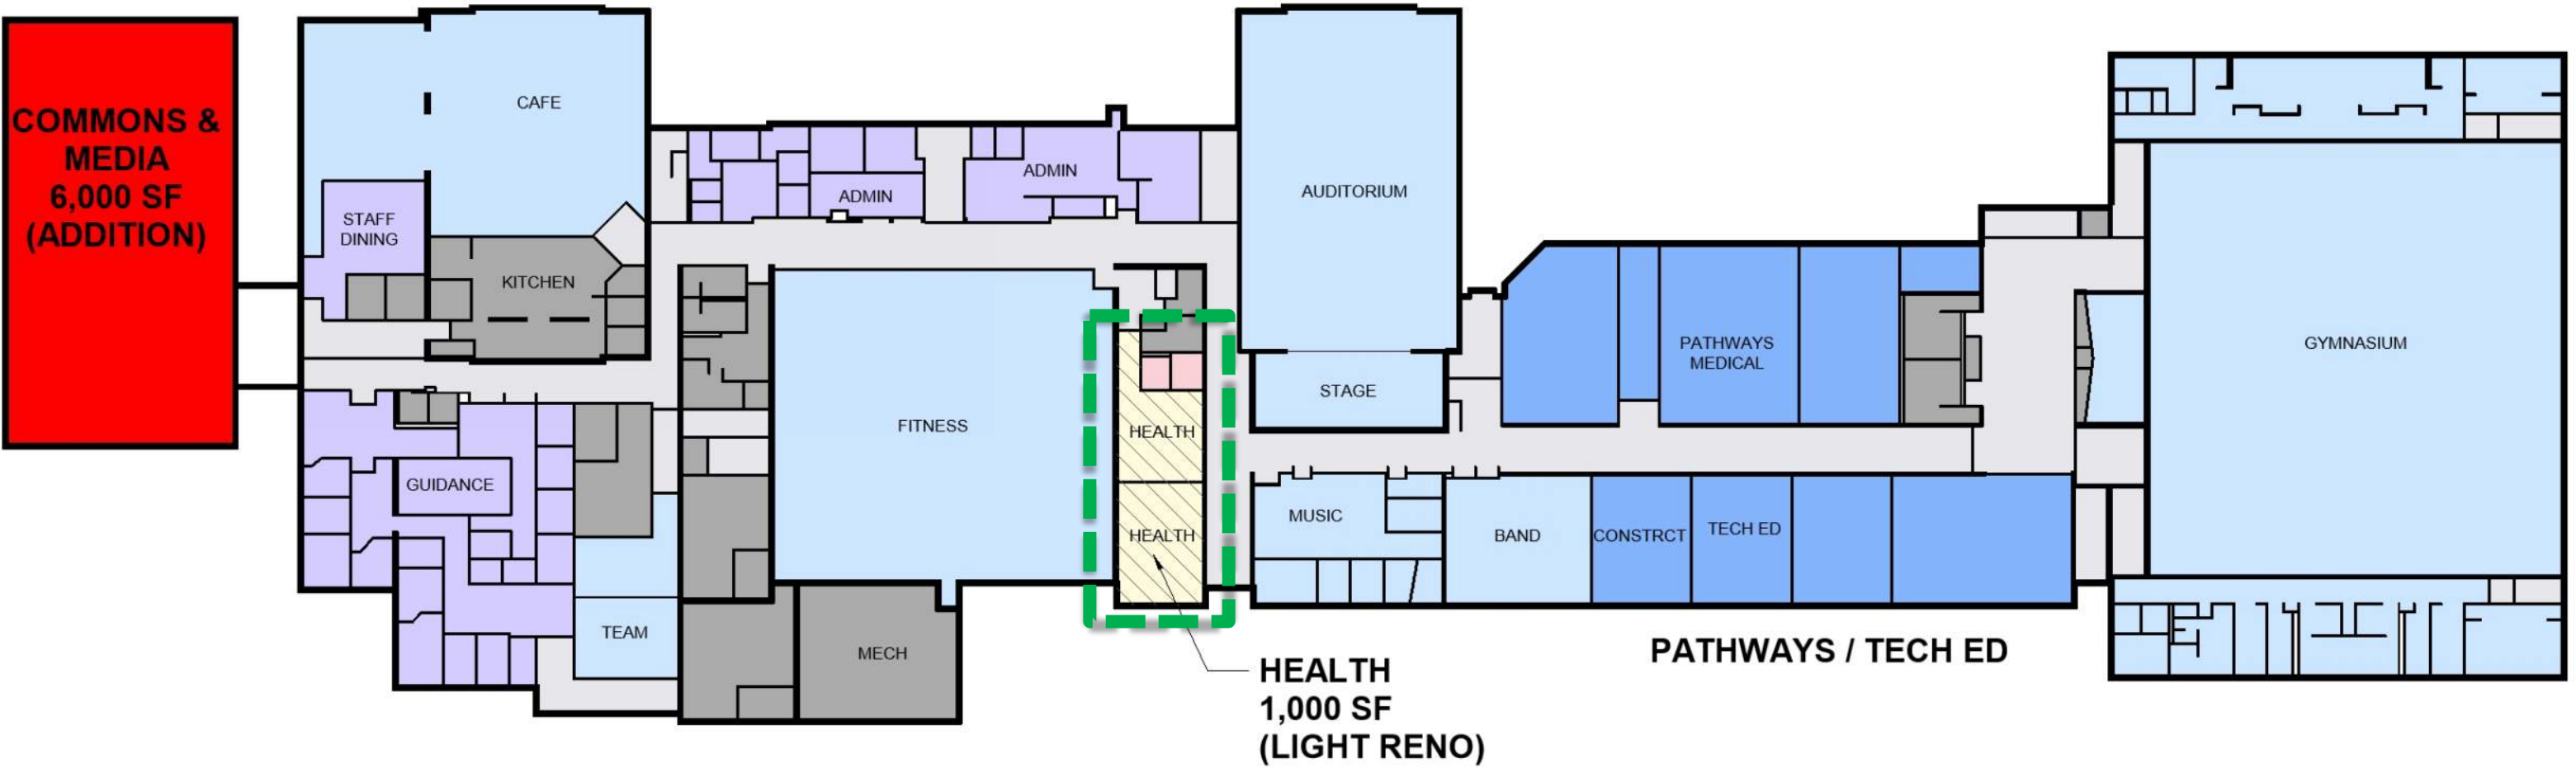 COMMONS &
MEDIA
6,000 SF
(ADDITION)
CAFE
STAFF
DINING
KITCHEN
GUIDANCE
TEAM
ADMIN
ADMIN
FITNESS
MECH
HEALTH
HEALTH
HEALTH
1,000 SF
(LIGHT RENO)
AUDITORIUM
STAGE
MUSIC
BAND
CONSTRCT
TECH ED
PATHWAYS
MEDICAL
PATHWAYS / TECH ED
GYMNASIUM